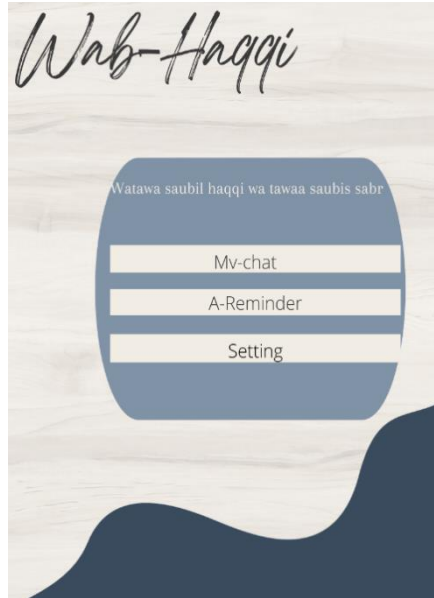 Wab-Haqqi
Watawa saubil haqqi wa tawaa saubis sabr
Mv-chat
A-Reminder
Setting